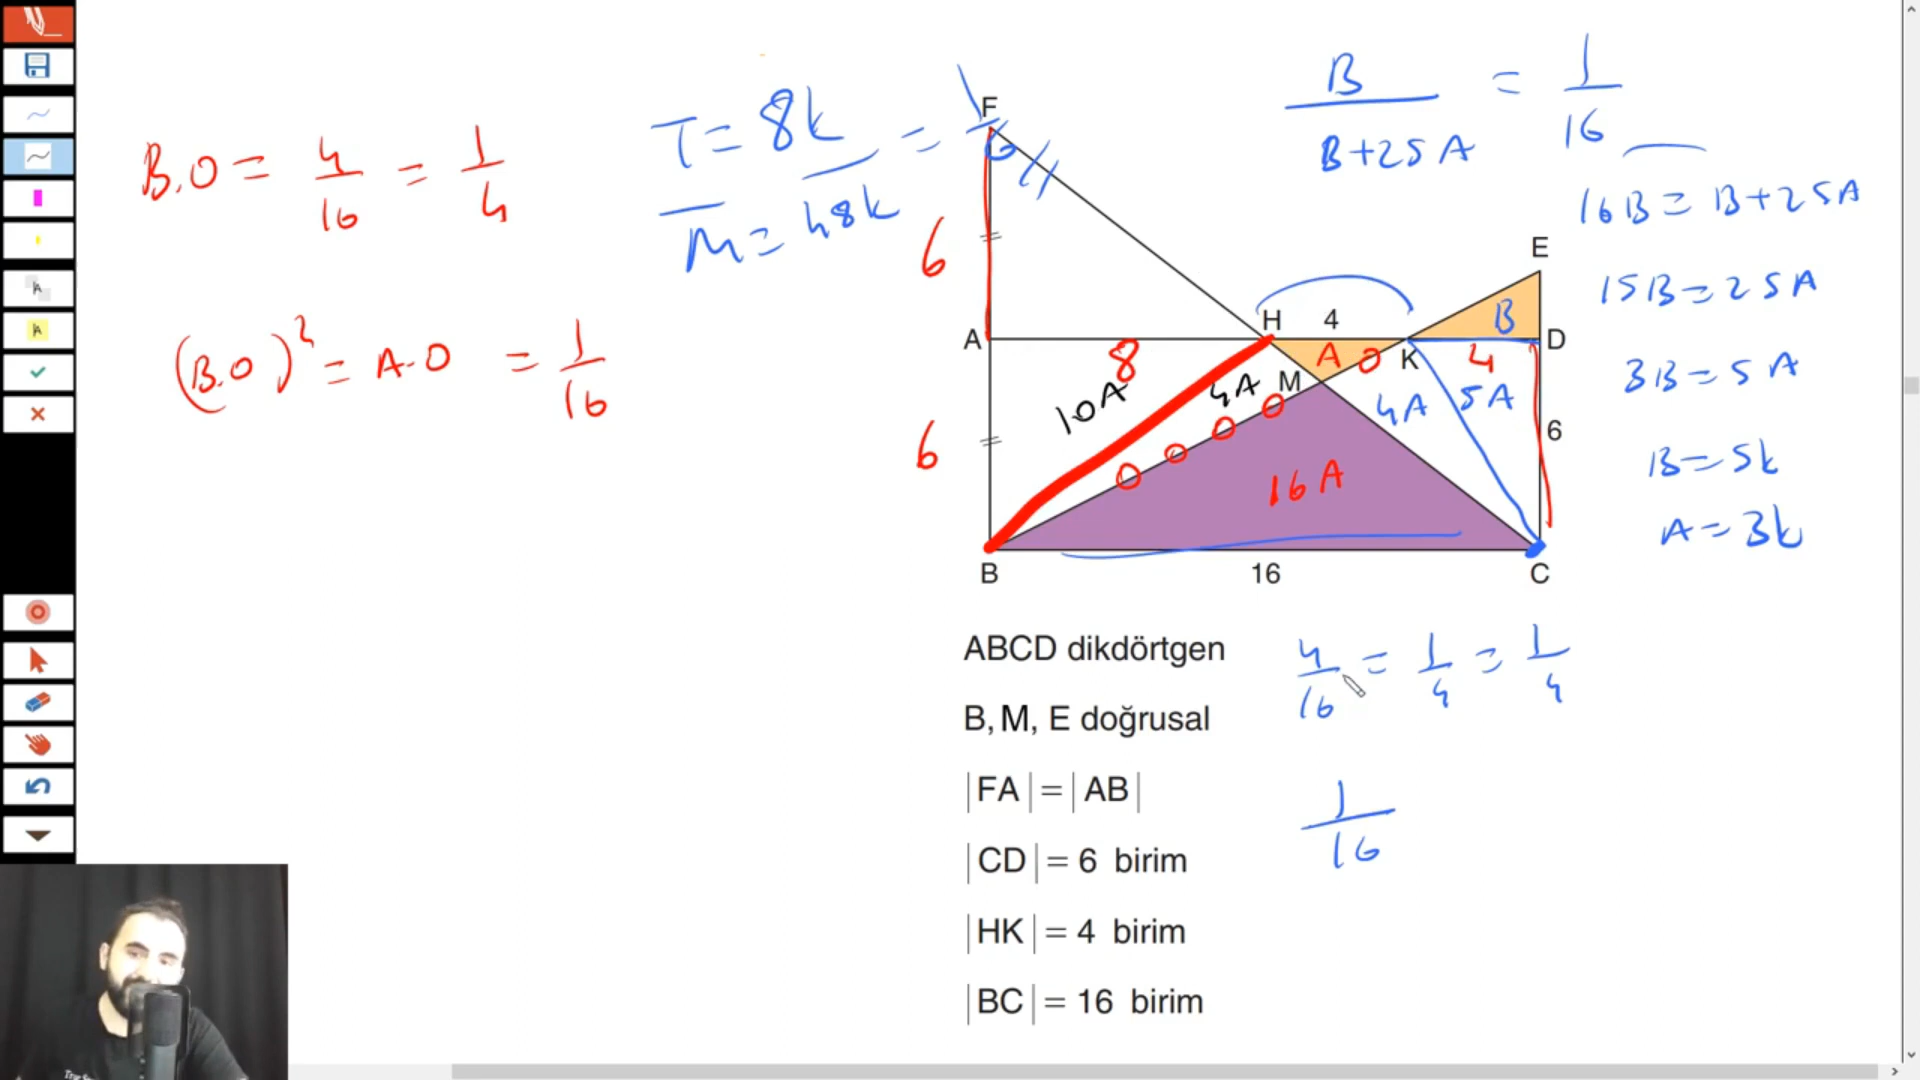 B.O = 4/16 = 1/4
(B.O)² = A.O = 1/16
T = 8k = 1/6
M = 48k
B/(B+25A) = 1/16
16B = B+25A
15B = 25A
3B = 5A
B = 5k
A = 3k
F
6
E
A
H
4
B
D
8
A
K
4
M
10A
4A
4A
5A
6
6
16A
B
16
C
ABCD dikdörtgen
4/16 = 1/4 = 1/4
B, M, E doğrusal
|FA| = |AB|
1/16
|CD| = 6 birim
|HK| = 4 birim
|BC| = 16 birim